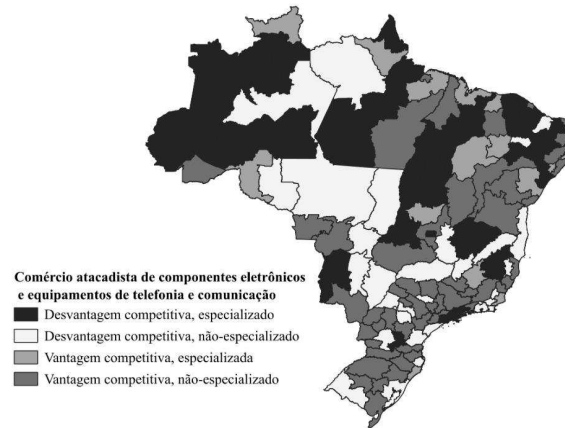 Comércio atacadista de componentes eletrônicos
e equipamentos de telefonia e comunicação
Desvantagem competitiva, especializado
Desvantagem competitiva, não-especializado
Vantagem competitiva, especializada
Vantagem competitiva, não-especializado